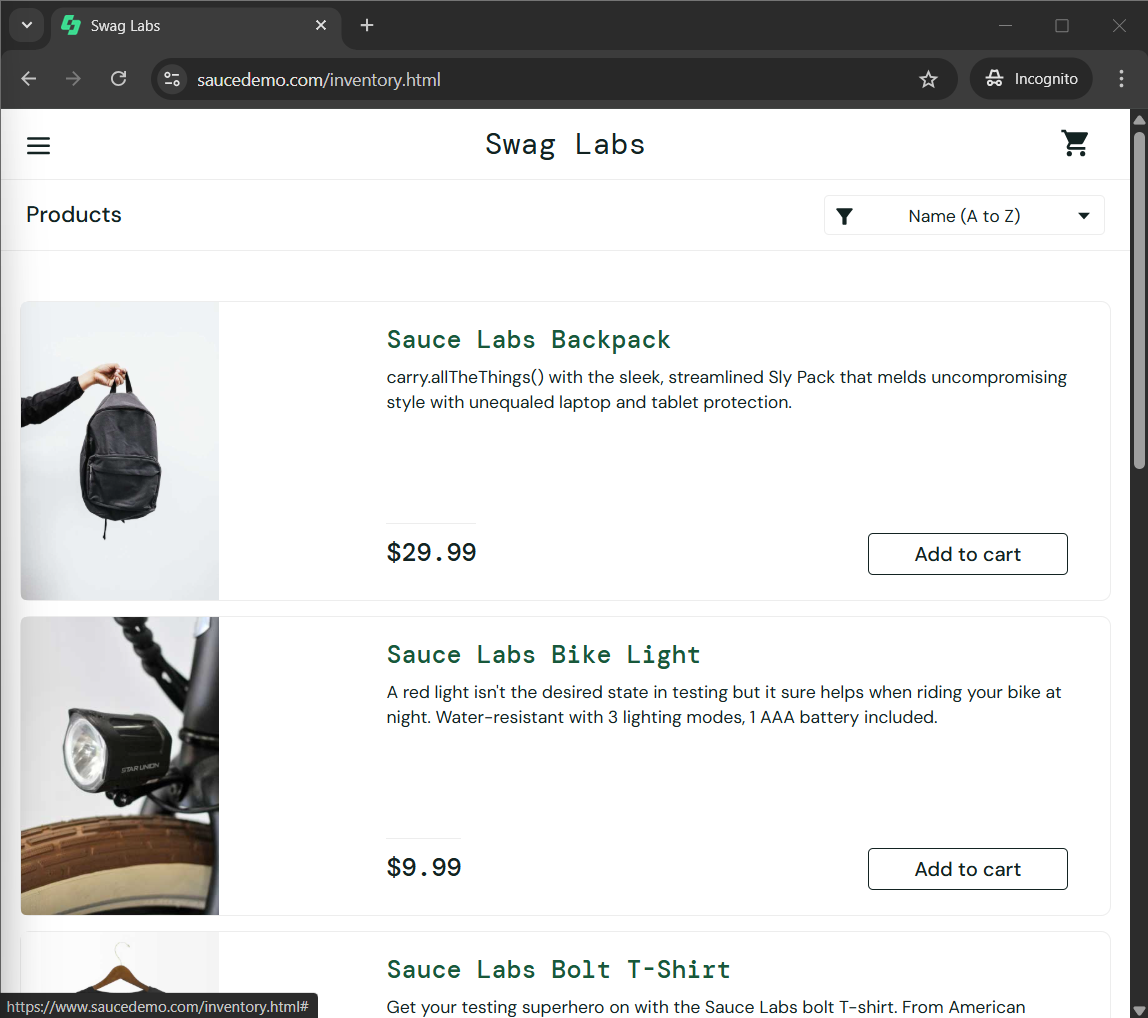 Swag Labs
saucedemo.com/inventory.html
Incognito
Swag Labs
Products
Name (A to Z)
Sauce Labs Backpack
carry.allTheThings() with the sleek, streamlined Sly Pack that melds uncompromising
style with unequaled laptop and tablet protection.
$29.99
Add to cart
Sauce Labs Bike Light
A red light isn't the desired state in testing but it sure helps when riding your bike at
night. Water-resistant with 3 lighting modes, 1 AAA battery included.
STAR UNION
$9.99
Add to cart
Sauce Labs Bolt T-Shirt
Get your testing superhero on with the Sauce Labs bolt T-shirt. From American
https://www.saucedemo.com/inventory.html#